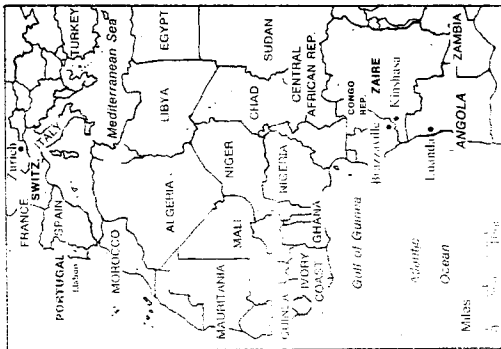 Zurich
FRANCE
SWITZ.
ITALY
PORTUGAL
SPAIN
TURKEY
Lisbon
Mediterranean Sea
MOROCCO
ALGERIA
LIBYA
EGYPT
MAURITANIA
MALI
NIGER
CHAD
SUDAN
GUINEA
IVORY
COAST
GHANA
NIGERIA
CENTRAL
AFRICAN REP.
Gulf of Guinea
CONGO
REP.
ZAIRE
Brazzaville
Kinshasa
Atlantic
Ocean
Luanda
ANGOLA
ZAMBIA
Miles